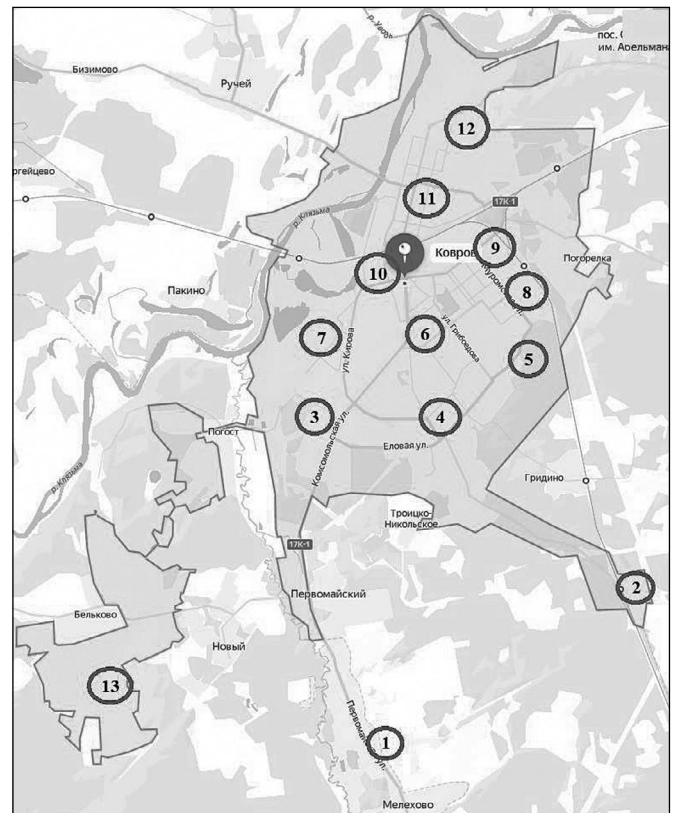 р. Уводь
пос. (
им. Абельмана
Бизимово
Ручей
12
ргейцево
11
17К-1
р. Клязьма
9
Ковров
Погорелка
10
Муромская ул.
8
Пакино
7
6
ул. Грибоедова
ул. Кирова
5
3
4
Погост
Комсомольская ул.
Еловая ул.
р. Клязьма
Гридино
Троицко-
Никольское
17К-1
2
Первомайский
Бельково
Новый
13
Первомайская ул.
1
Мелехово